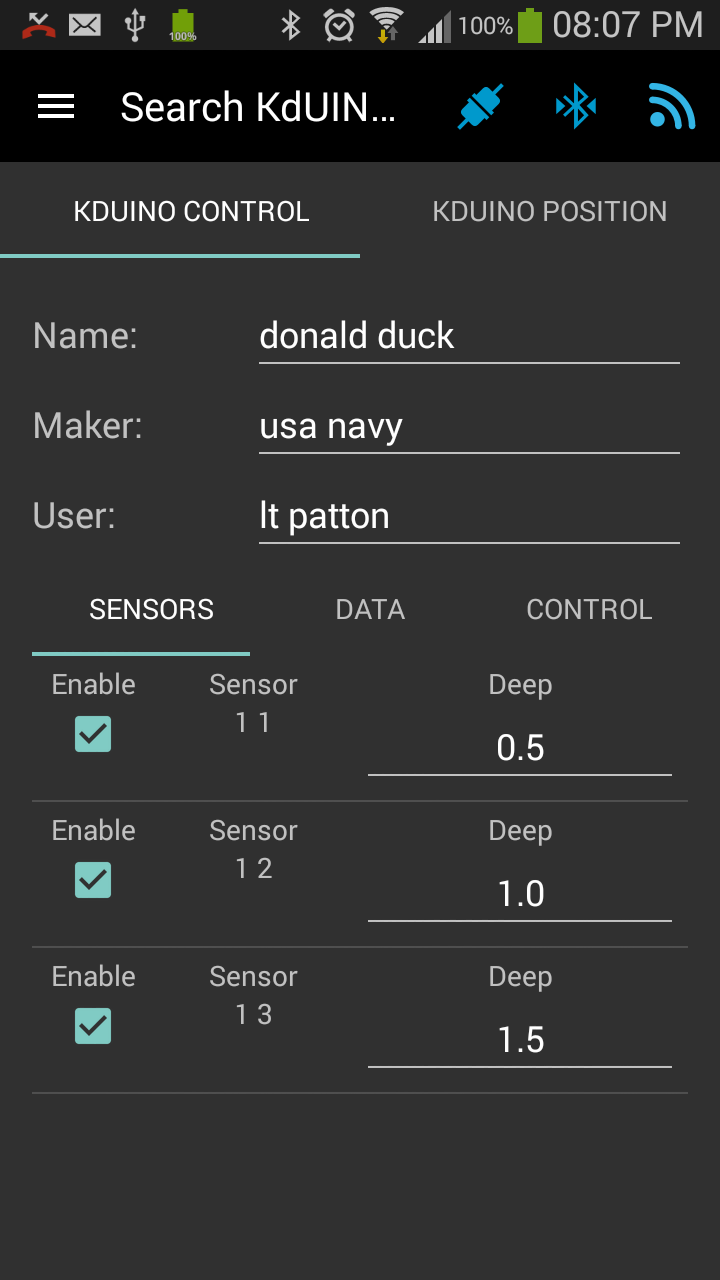 100% 100% 08:07 PM
Search KdUIN...
KDUINO CONTROL KDUINO POSITION
Name: donald duck
Maker: usa navy
User: lt patton
SENSORS DATA CONTROL
Enable Sensor Deep
1 1
0.5
Enable Sensor Deep
1 2
1.0
Enable Sensor Deep
1 3
1.5